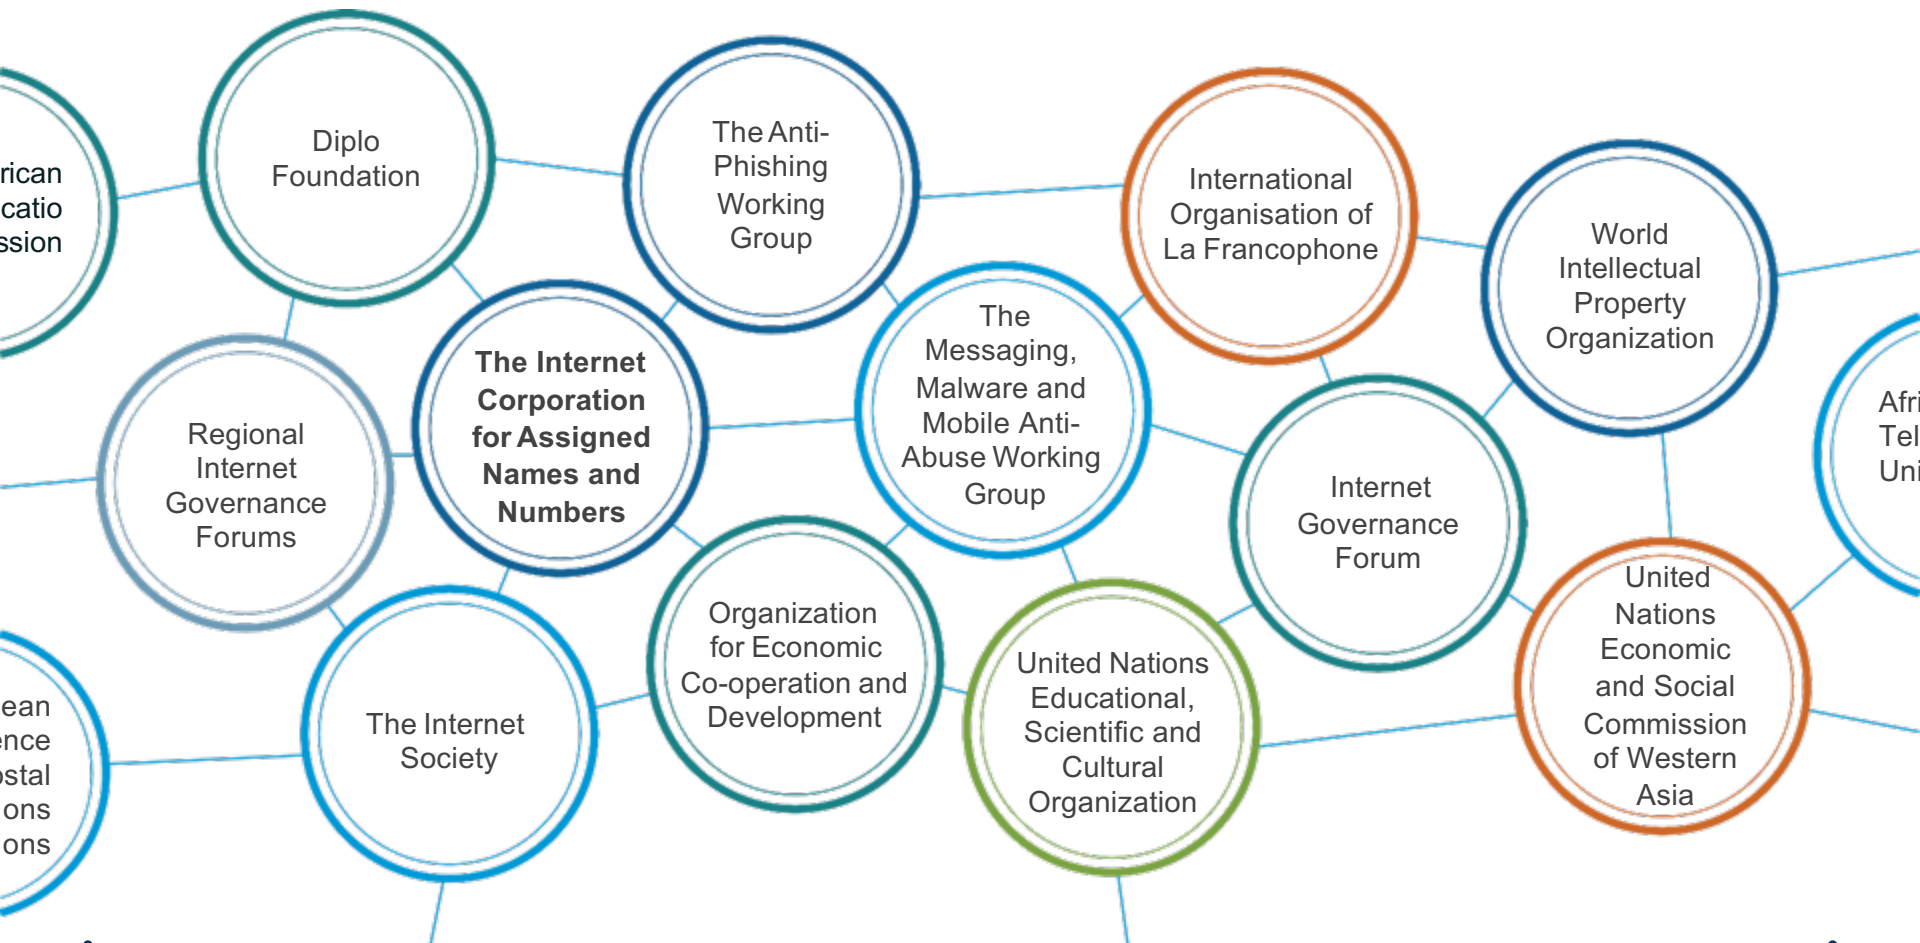 Diplo
Foundation
The Anti-
Phishing
Working
Group
International
Organisation of
La Francophone
World
Intellectual
Property
Organization
The Internet
Corporation
for Assigned
Names and
Numbers
The
Messaging,
Malware and
Mobile Anti-
Abuse Working
Group
Regional
Internet
Governance
Forums
Internet
Governance
Forum
Organization
for Economic
Co-operation and
Development
United Nations
Educational,
Scientific and
Cultural
Organization
United
Nations
Economic
and Social
Commission
of Western
Asia
The Internet
Society